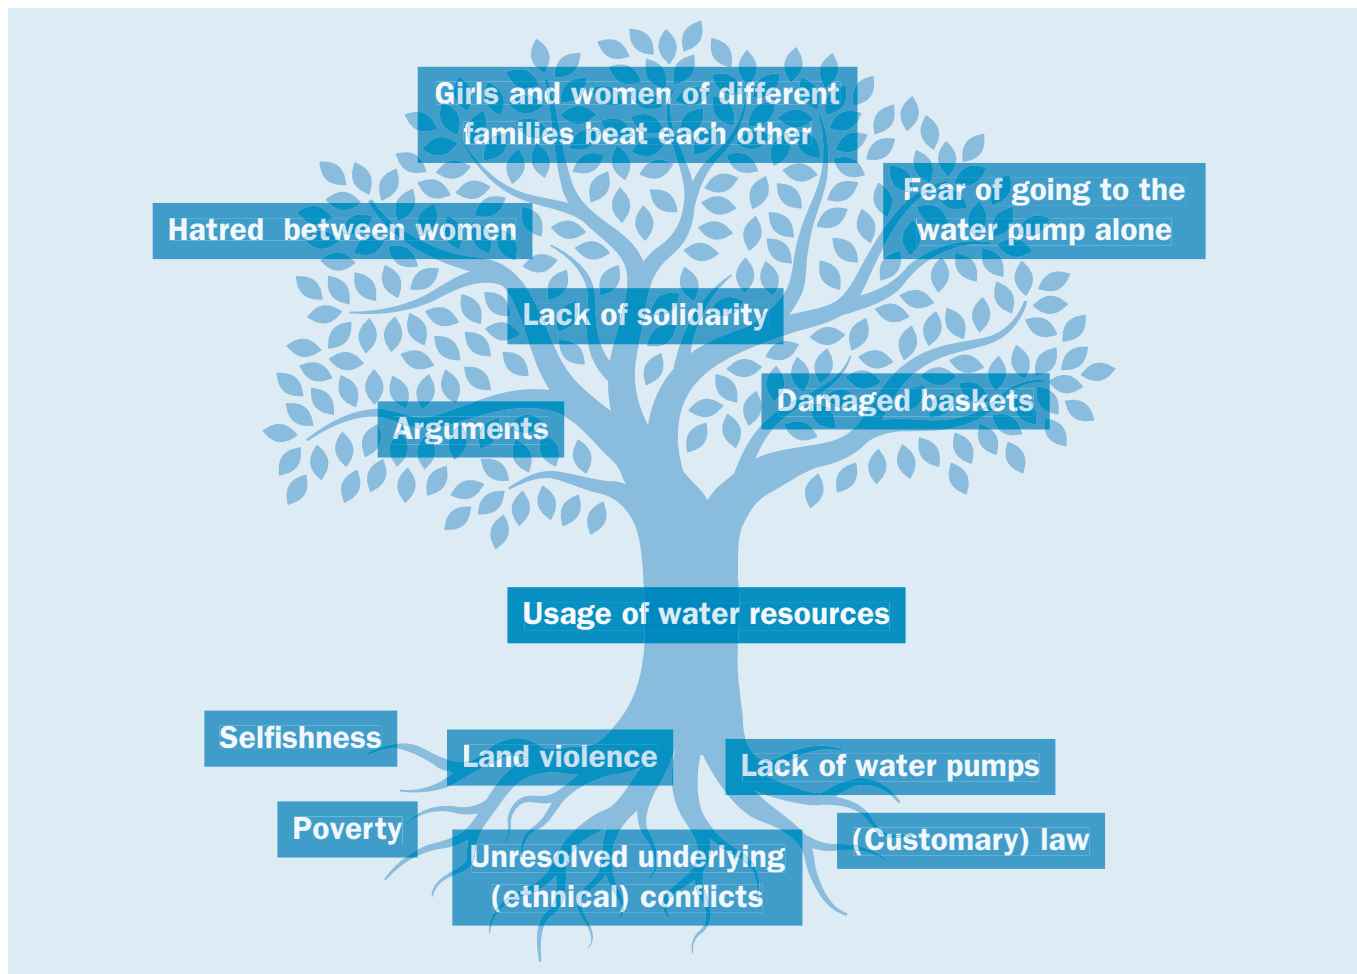 Girls and women of different
families beat each other
Fear of going to the
water pump alone
Hatred between women
Lack of solidarity
Damaged baskets
Arguments
Usage of water resources
Selfishness
Land violence
Lack of water pumps
Poverty
(Customary) law
Unresolved underlying
(ethnical) conflicts